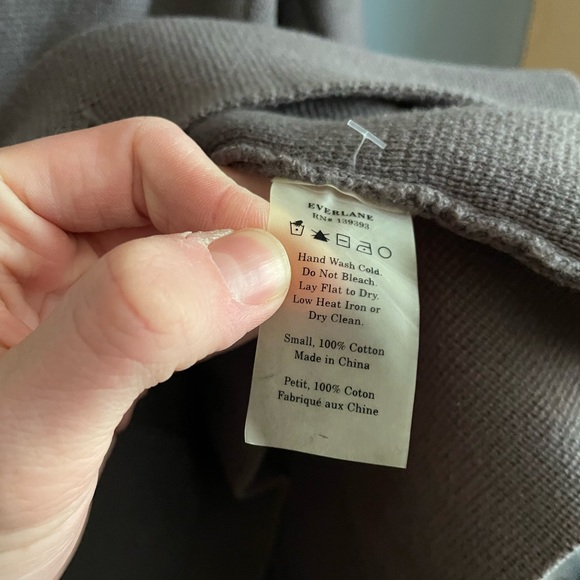 EVERLANE
RN# 139393
Hand Wash Cold.
Do Not Bleach.
Lay Flat to Dry.
Low Heat Iron or
Dry Clean.
Small, 100% Cotton
Made in China
Petit, 100% Coton
Fabriqué aux Chine